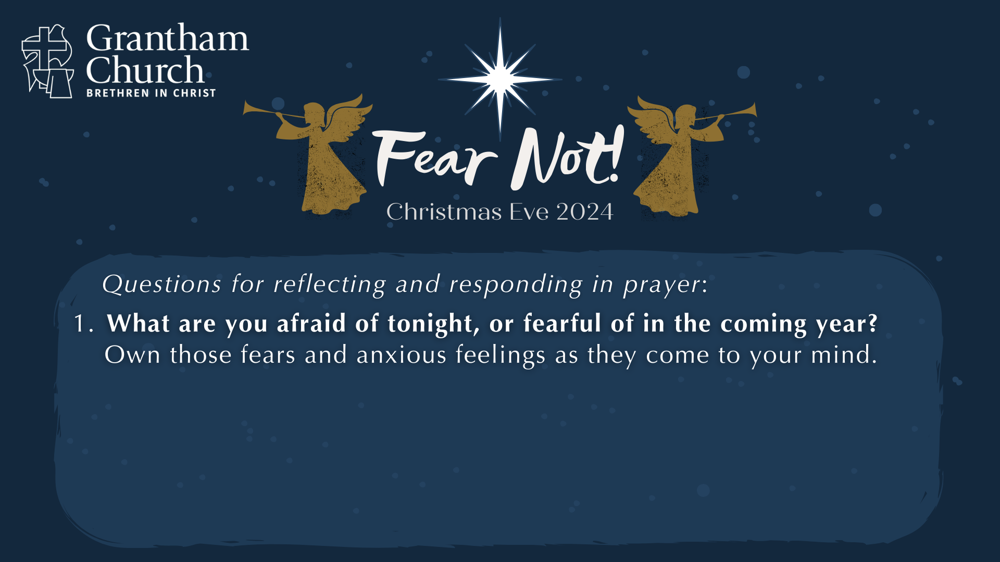 Grantham
Church
BRETHREN IN CHRIST
Fear Not!
Christmas Eve 2024
Questions for reflecting and responding in prayer:
1. What are you afraid of tonight, or fearful of in the coming year?
Own those fears and anxious feelings as they come to your mind.